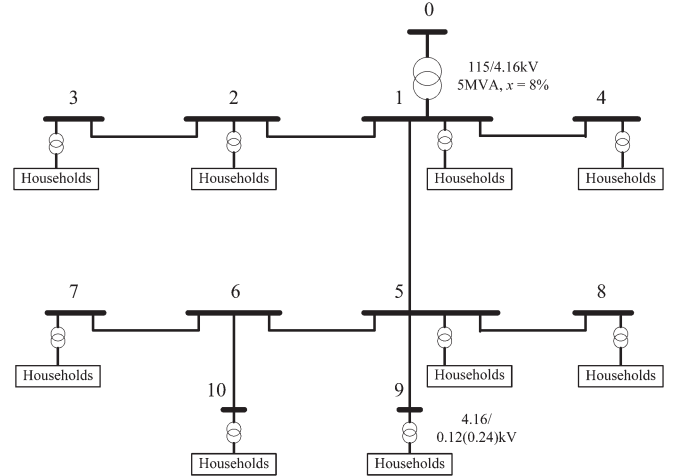 0
115/4.16kV
5MVA, x = 8%
3
2
1
4
Households
Households
Households
Households
7
6
5
8
Households
Households
Households
10
9
4.16/
0.12(0.24)kV
Households
Households